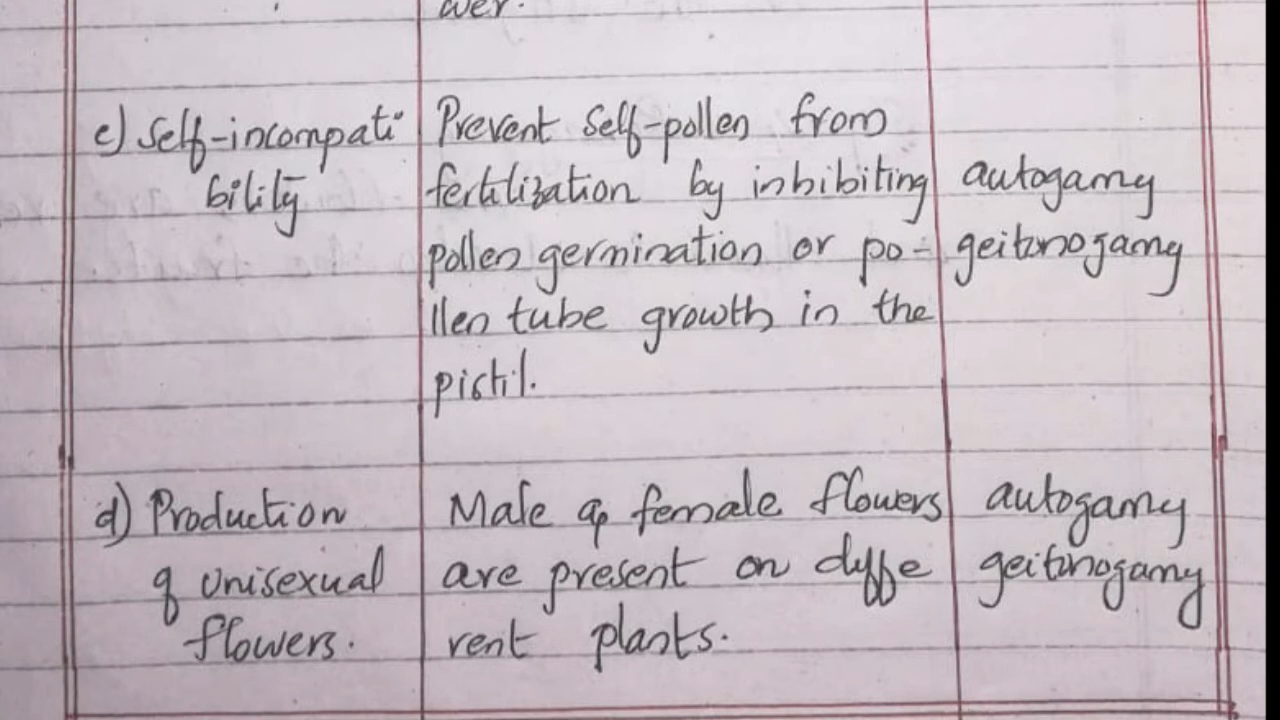 wer.
c) Self-incompati-
bility
Prevent self-pollen from
fertilization by inhibiting
pollen germination or po-
llen tube growth in the
pistil.
autogamy
geitonogamy
d) Production
of unisexual
flowers.
Male & female flowers
are present on diffe
rent plants.
autogamy
geitonogamy